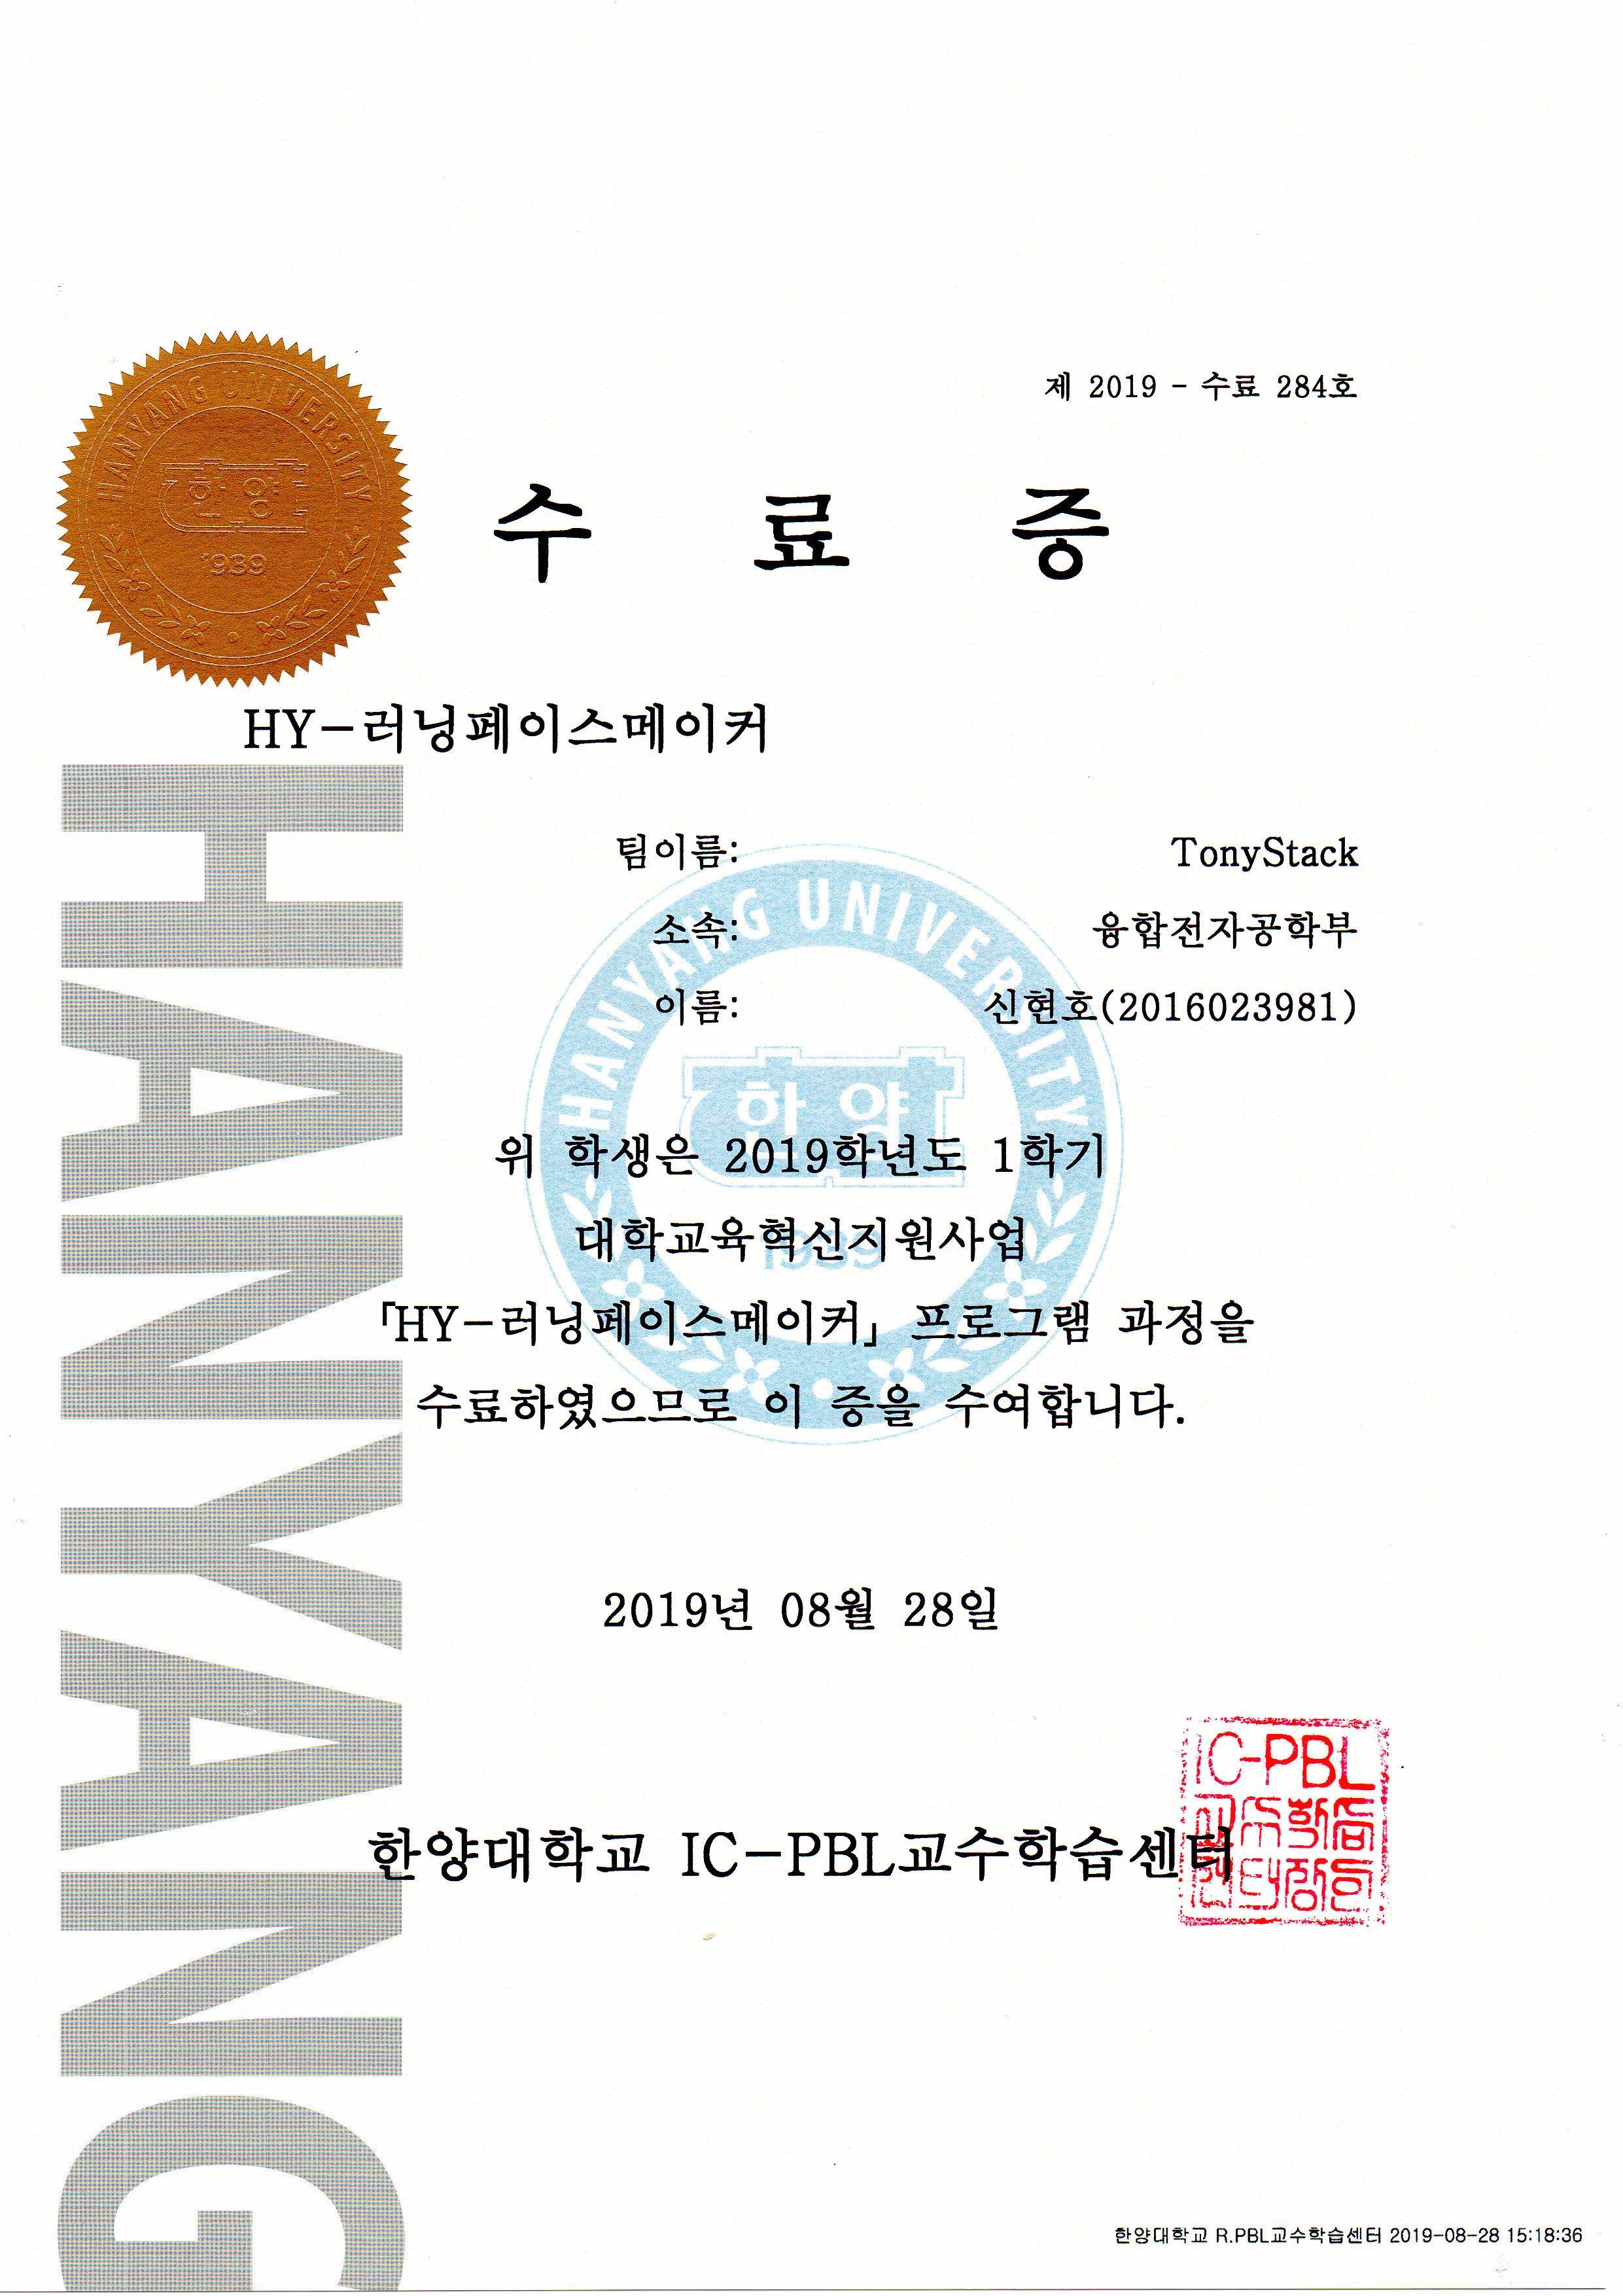 제 2019 - 수료 284호
HANYANG UNIVERSITY
한양
1939
수 료 증
HY-러닝페이스메이커
HANYANG
팀이름: TonyStack
소속: 융합전자공학부
이름: 신현호(2016023981)
HANYANG UNIVERSITY
한양
1939
위 학생은 2019학년도 1학기
대학교육혁신지원사업
「HY-러닝페이스메이커」 프로그램 과정을
수료하였으므로 이 증을 수여합니다.
2019년 08월 28일
IC-PBL
한양대학교 IC-PBL교수학습센터
한양대학교 R.PBL교수학습센터 2019-08-28 15:18:36